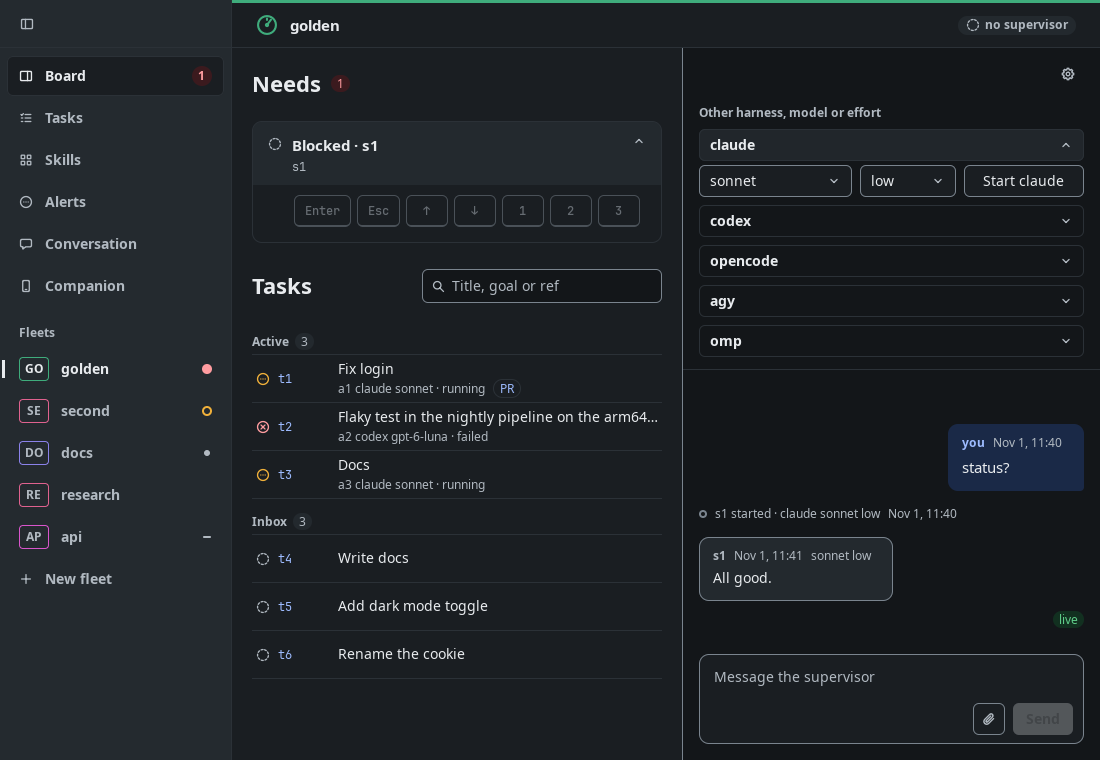 golden
no supervisor
Board 1
Tasks
Skills
Alerts
Conversation
Companion
Fleets
GO golden
SE second
DO docs
RE research
AP api
New fleet
Needs 1
Blocked · s1
s1
Enter Esc ↑ ↓ 1 2 3
Tasks
Title, goal or ref
Active 3
t1 Fix login
a1 claude sonnet · running PR
t2 Flaky test in the nightly pipeline on the arm64…
a2 codex gpt-6-luna · failed
t3 Docs
a3 claude sonnet · running
Inbox 3
t4 Write docs
t5 Add dark mode toggle
t6 Rename the cookie
Other harness, model or effort
claude
sonnet low Start claude
codex
opencode
agy
omp
you Nov 1, 11:40
status?
s1 started · claude sonnet low Nov 1, 11:40
s1 Nov 1, 11:41 sonnet low
All good.
live
Message the supervisor
Send